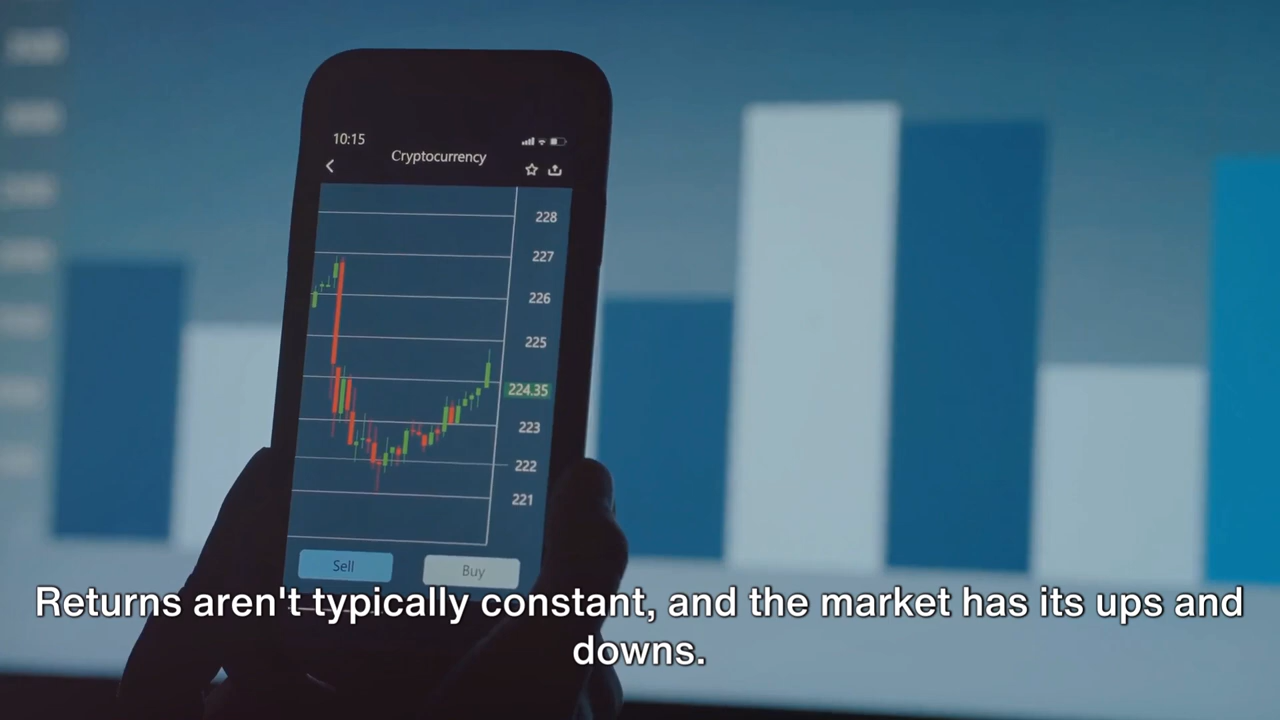 10:15
Cryptocurrency
228
227
226
225
224.35
223
222
221
Sell
Buy
Returns aren't typically constant, and the market has its ups and
downs.